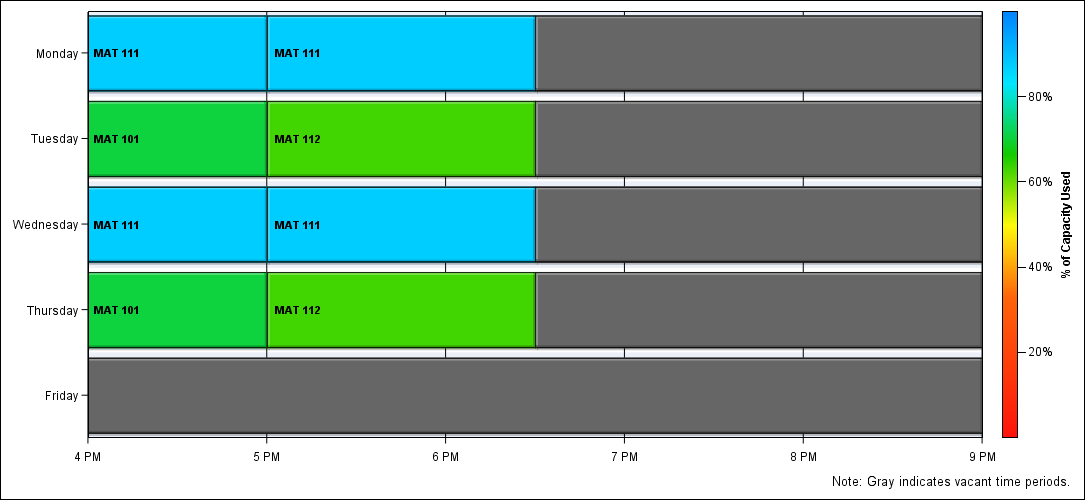 Monday MAT 111 MAT 111
80%
Tuesday MAT 101 MAT 112
60%
Wednesday MAT 111 MAT 111
% of Capacity Used
40%
Thursday MAT 101 MAT 112
20%
Friday
4 PM 5 PM 6 PM 7 PM 8 PM 9 PM
Note: Gray indicates vacant time periods.